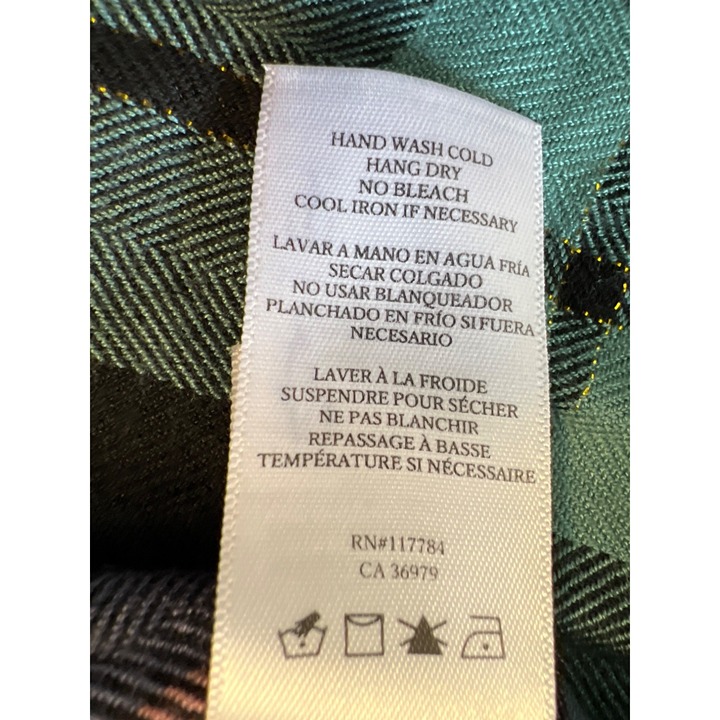 HAND WASH COLD
HANG DRY
NO BLEACH
COOL IRON IF NECESSARY
LAVAR A MANO EN AGUA FRÍA
SECAR COLGADO
NO USAR BLANQUEADOR
PLANCHADO EN FRÍO SI FUERA
NECESARIO
LAVER À LA FROIDE
SUSPENDRE POUR SÉCHER
NE PAS BLANCHIR
REPASSAGE À BASSE
TEMPÉRATURE SI NÉCESSAIRE
RN#117784
CA 36979